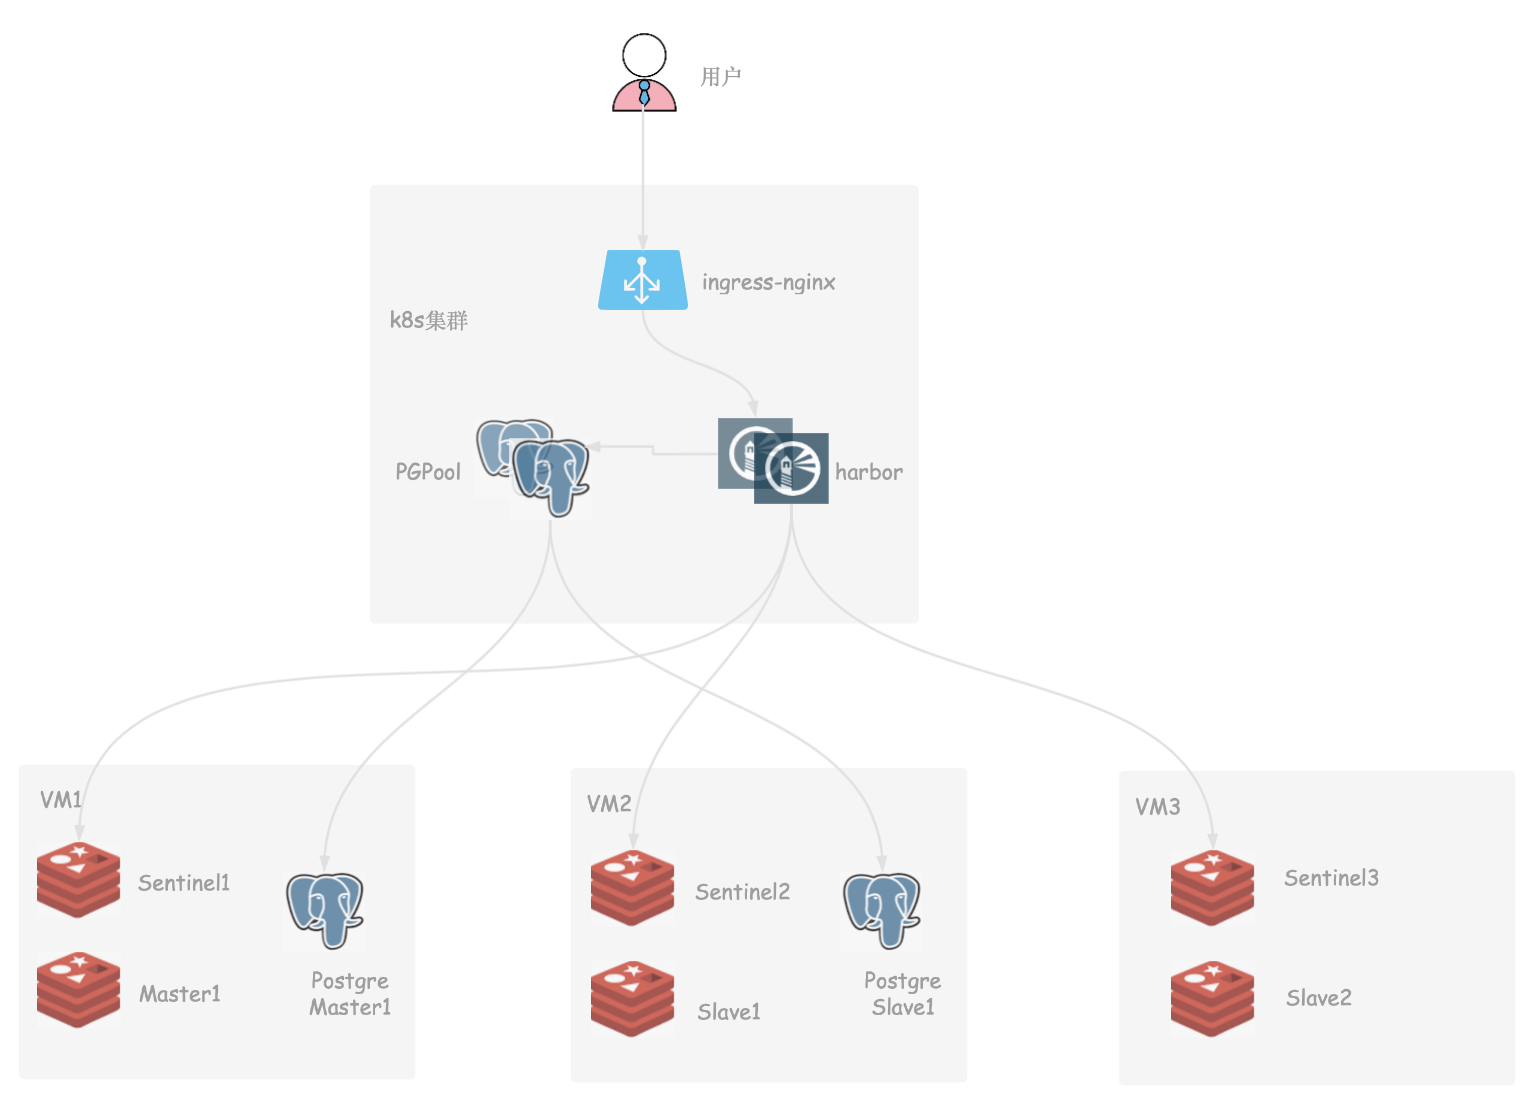 用户
ingress-nginx
k8s集群
PGPool
harbor
VM1
Sentinel1
Master1
Postgre
Master1
VM2
Sentinel2
Slave1
Postgre
Slave1
VM3
Sentinel3
Slave2